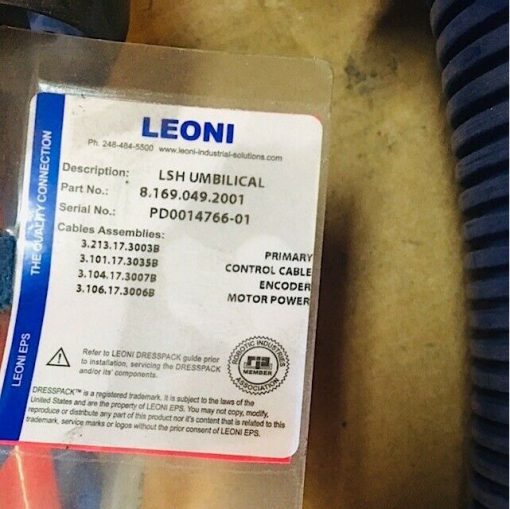 LEONI
Ph. 248-484-5500 www.leoni-industrial-solutions.com
Description: LSH UMBILICAL
Part No.: 8.169.049.2001
Serial No.: PD0014766-01
Cables Assemblies:
3.213.17.3003B PRIMARY
3.101.17.3035B CONTROL CABLE
3.104.17.3007B ENCODER
3.106.17.3006B MOTOR POWER
THE QUALITY CONNECTION
LEONI EPS
Refer to LEONI DRESSPACK guide prior
to installation, servicing the DRESSPACK
and/or its' components.
ROBOTIC INDUSTRIES
MEMBER
ASSOCIATION
DRESSPACK™ is a registered trademark. It is subject to the laws of the
United States and are the property of LEONI EPS. You may not copy, modify,
reproduce or distribute any part of this product nor it's content that is related to this
trademark, service marks or logos without the prior consent of LEONI EPS.